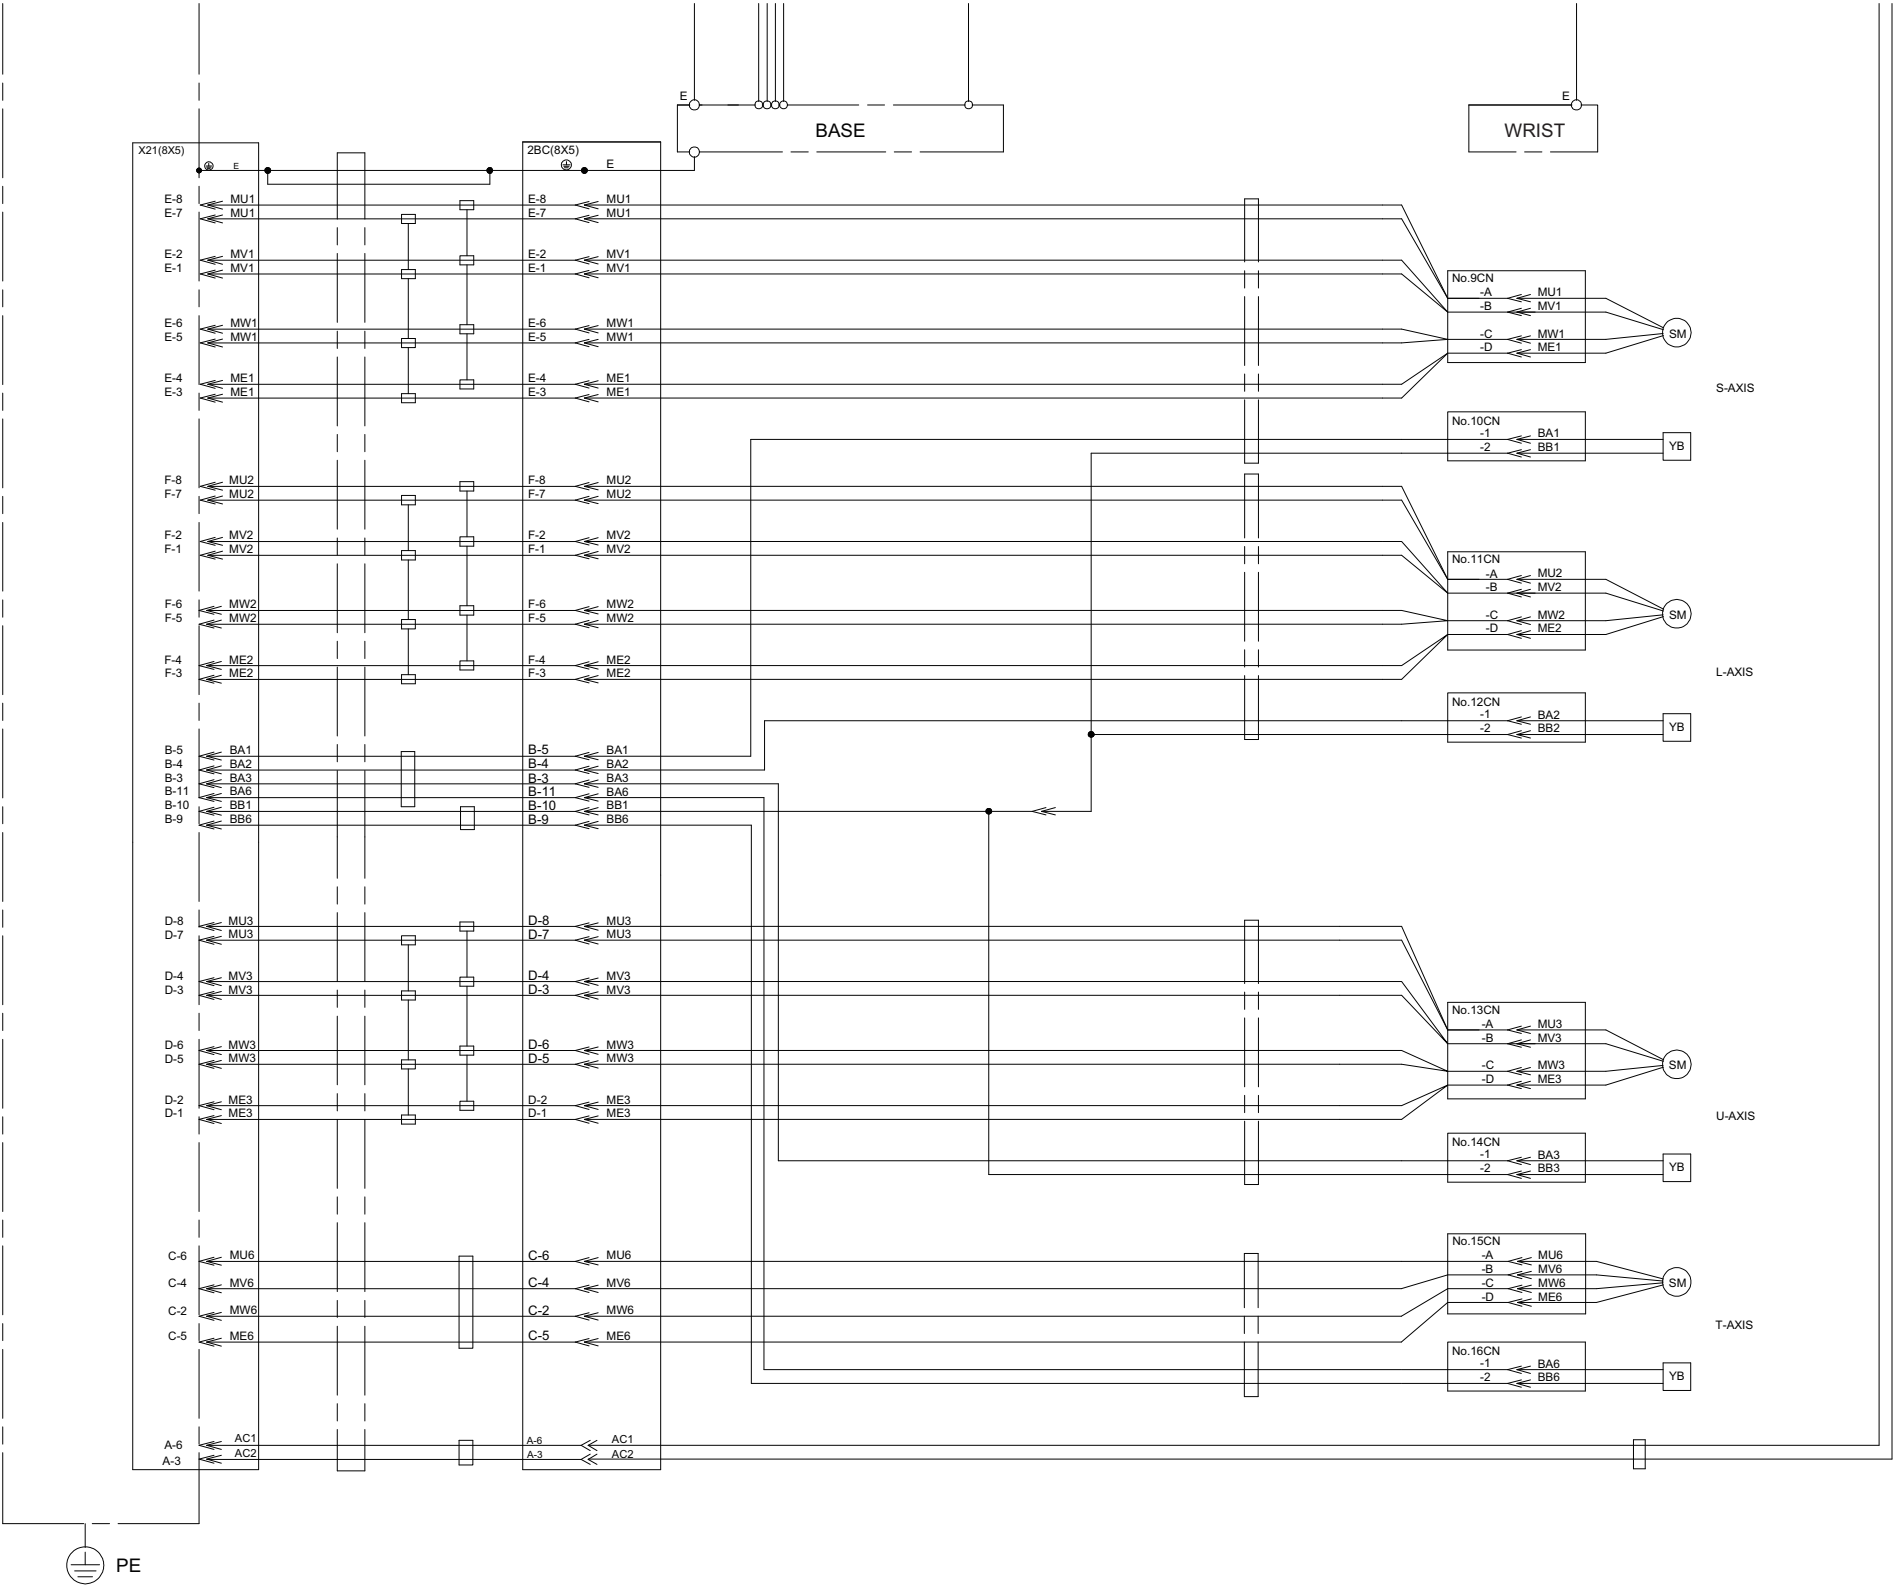 E
BASE
E
WRIST
X21(8X5)
E
2BC(8X5)
E
E-8 MU1 E-8 MU1
E-7 MU1 E-7 MU1
E-2 MV1 E-2 MV1
E-1 MV1 E-1 MV1
No.9CN
-A MU1
-B MV1
E-6 MW1 E-6 MW1
E-5 MW1 E-5 MW1
-C MW1
-D ME1
SM
E-4 ME1 E-4 ME1
E-3 ME1 E-3 ME1
S-AXIS
No.10CN
-1 BA1
-2 BB1
YB
F-8 MU2 F-8 MU2
F-7 MU2 F-7 MU2
F-2 MV2 F-2 MV2
F-1 MV2 F-1 MV2
No.11CN
-A MU2
-B MV2
F-6 MW2 F-6 MW2
F-5 MW2 F-5 MW2
-C MW2
-D ME2
SM
F-4 ME2 F-4 ME2
F-3 ME2 F-3 ME2
L-AXIS
No.12CN
-1 BA2
-2 BB2
YB
B-5 BA1 B-5 BA1
B-4 BA2 B-4 BA2
B-3 BA3 B-3 BA3
B-11 BA6 B-11 BA6
B-10 BB1 B-10 BB1
B-9 BB6 B-9 BB6
D-8 MU3 D-8 MU3
D-7 MU3 D-7 MU3
D-4 MV3 D-4 MV3
D-3 MV3 D-3 MV3
No.13CN
-A MU3
-B MV3
D-6 MW3 D-6 MW3
D-5 MW3 D-5 MW3
-C MW3
-D ME3
SM
D-2 ME3 D-2 ME3
D-1 ME3 D-1 ME3
U-AXIS
No.14CN
-1 BA3
-2 BB3
YB
No.15CN
C-6 MU6 C-6 MU6 -A MU6
-B MV6
C-4 MV6 C-4 MV6 -C MW6
-D ME6
SM
C-2 MW6 C-2 MW6
T-AXIS
C-5 ME6 C-5 ME6
No.16CN
-1 BA6
-2 BB6
YB
A-6 AC1 A-6 AC1
A-3 AC2 A-3 AC2
PE